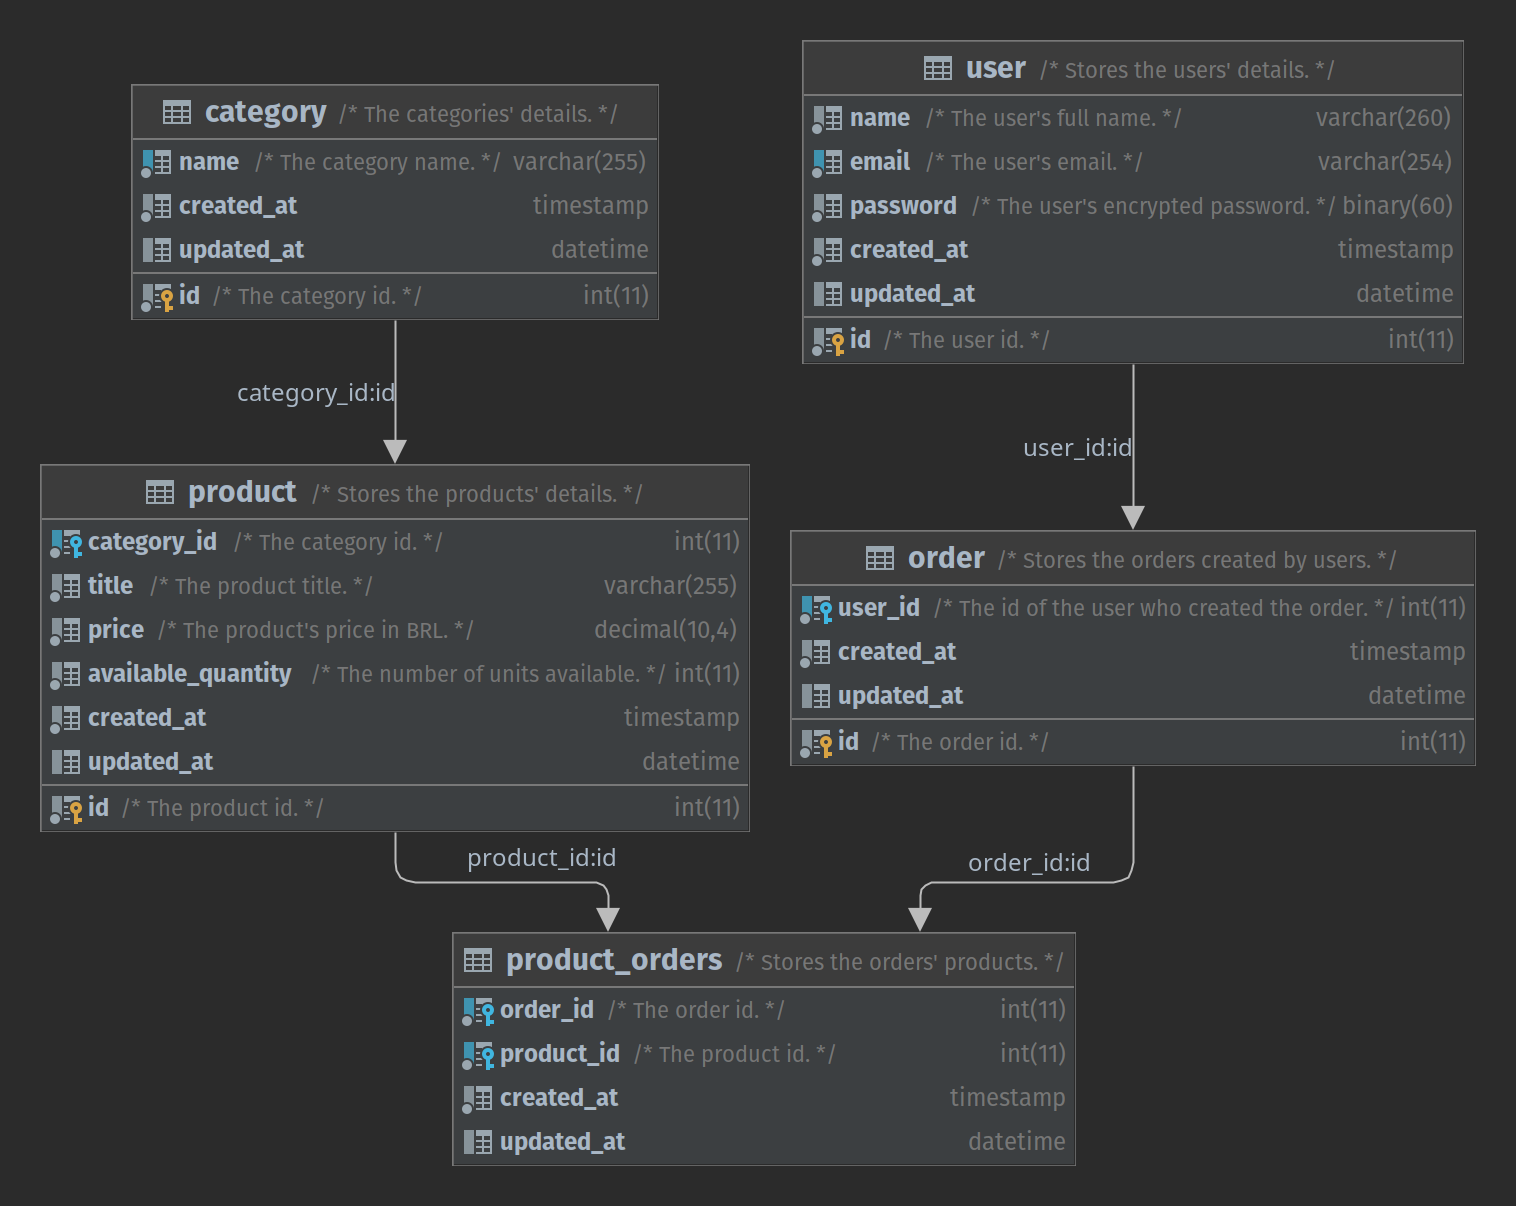 category /* The categories' details. */
name /* The category name. */ varchar(255)
created_at timestamp
updated_at datetime
id /* The category id. */ int(11)
user /* Stores the users' details. */
name /* The user's full name. */ varchar(260)
email /* The user's email. */ varchar(254)
password /* The user's encrypted password. */ binary(60)
created_at timestamp
updated_at datetime
id /* The user id. */ int(11)
category_id:id
user_id:id
product /* Stores the products' details. */
category_id /* The category id. */ int(11)
title /* The product title. */ varchar(255)
price /* The product's price in BRL. */ decimal(10,4)
available_quantity /* The number of units available. */ int(11)
created_at timestamp
updated_at datetime
id /* The product id. */ int(11)
order /* Stores the orders created by users. */
user_id /* The id of the user who created the order. */ int(11)
created_at timestamp
updated_at datetime
id /* The order id. */ int(11)
product_id:id
order_id:id
product_orders /* Stores the orders' products. */
order_id /* The order id. */ int(11)
product_id /* The product id. */ int(11)
created_at timestamp
updated_at datetime